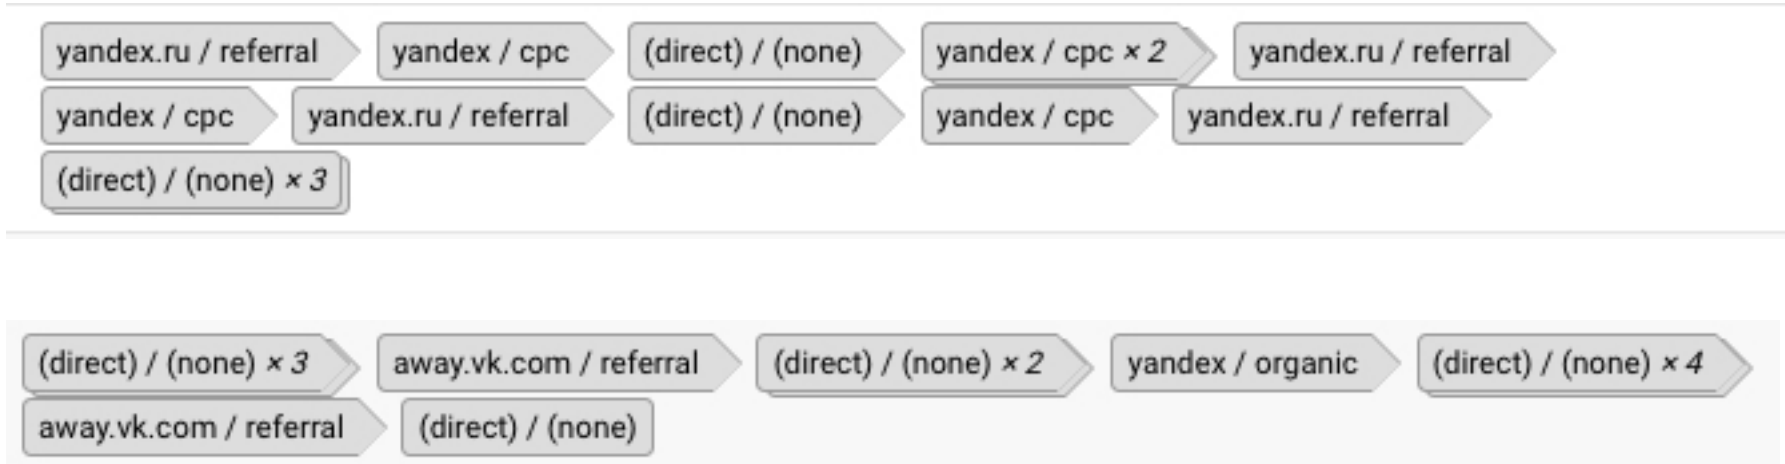 yandex.ru / referral yandex / cpc (direct) / (none) yandex / cpc × 2 yandex.ru / referral
yandex / cpc yandex.ru / referral (direct) / (none) yandex / cpc yandex.ru / referral
(direct) / (none) × 3
(direct) / (none) × 3 away.vk.com / referral (direct) / (none) × 2 yandex / organic (direct) / (none) × 4
away.vk.com / referral (direct) / (none)